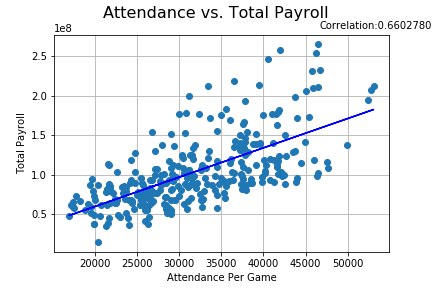 Attendance vs. Total Payroll
Correlation:0.6602780
1e8
2.5
2.0
1.5
1.0
0.5
Total Payroll
20000 25000 30000 35000 40000 45000 50000
Attendance Per Game